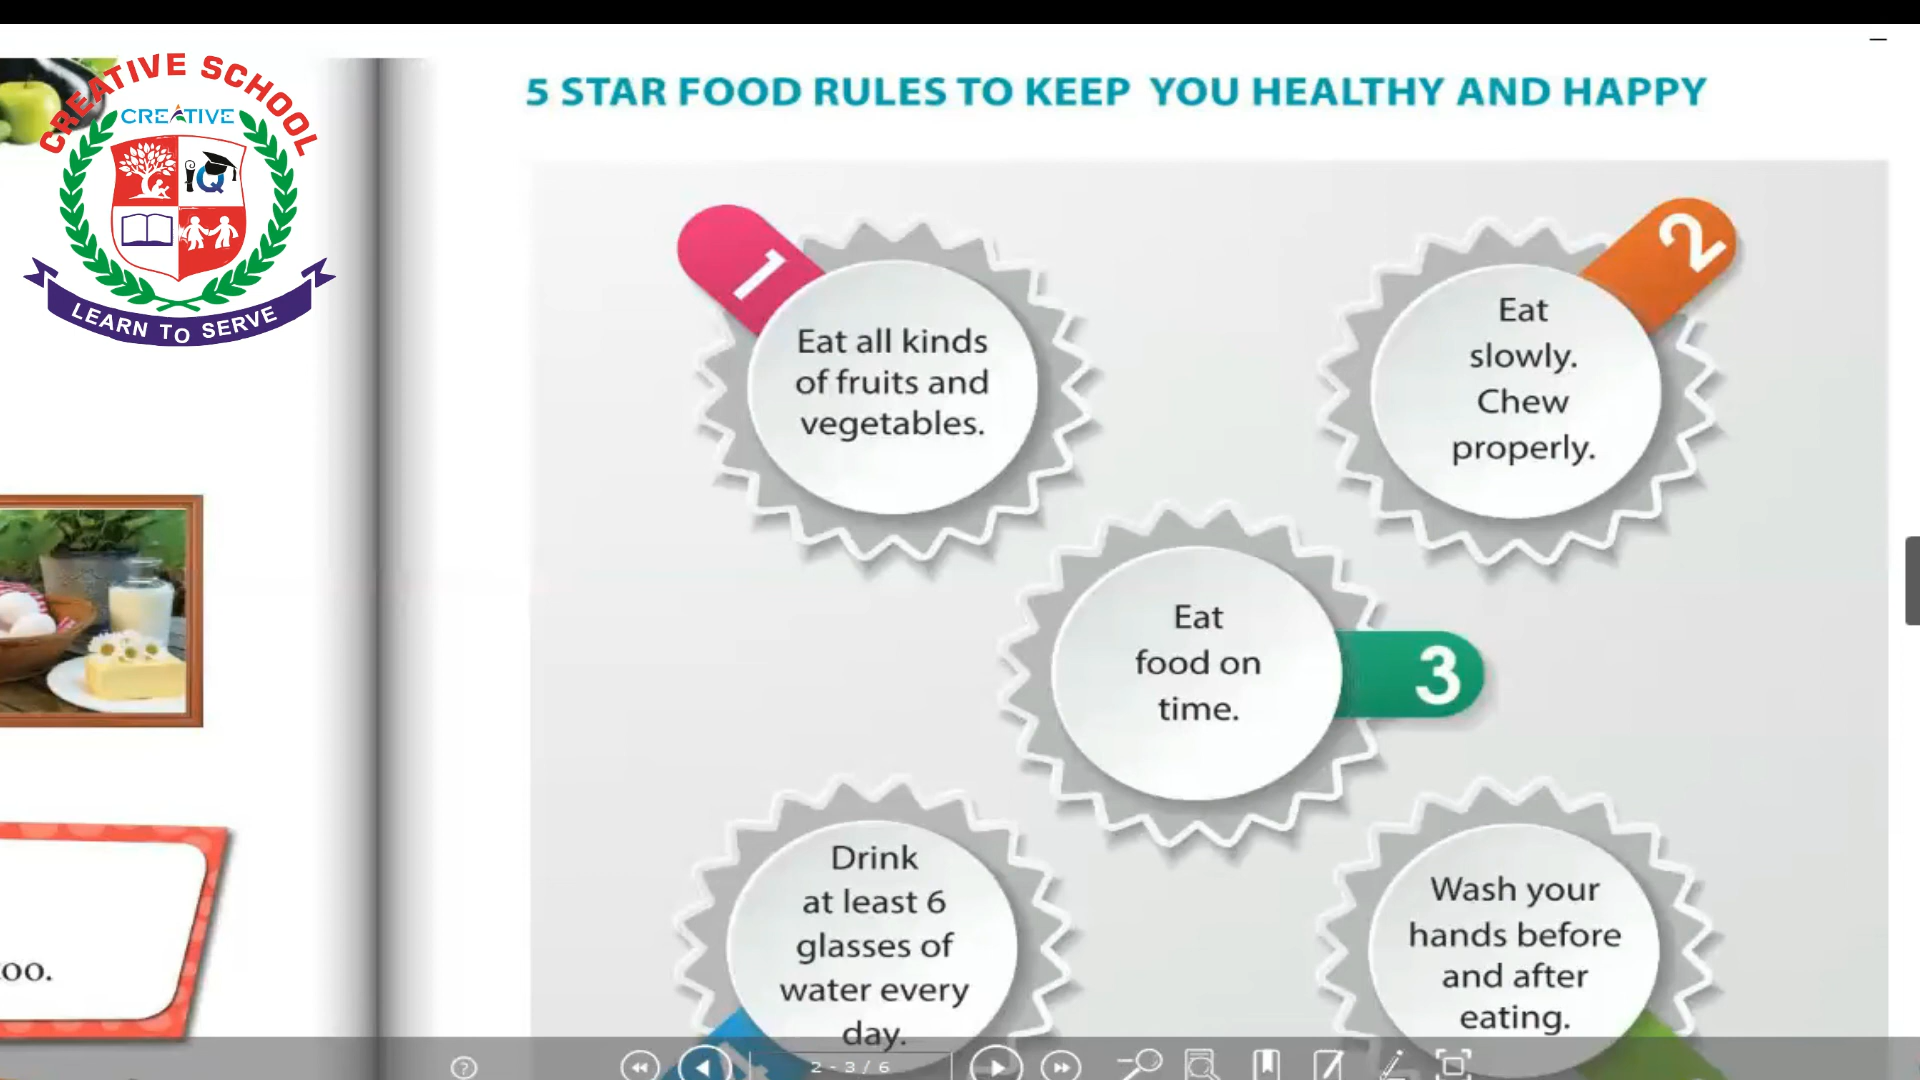 CREATIVE SCHOOL
CREATIVE
IQ
LEARN TO SERVE
5 STAR FOOD RULES TO KEEP YOU HEALTHY AND HAPPY
1
Eat all kinds
of fruits and
vegetables.
2
Eat
slowly.
Chew
properly.
Eat
food on
time.
3
Drink
at least 6
glasses of
water every
day.
Wash your
hands before
and after
eating.
oo.
2 - 3 / 6